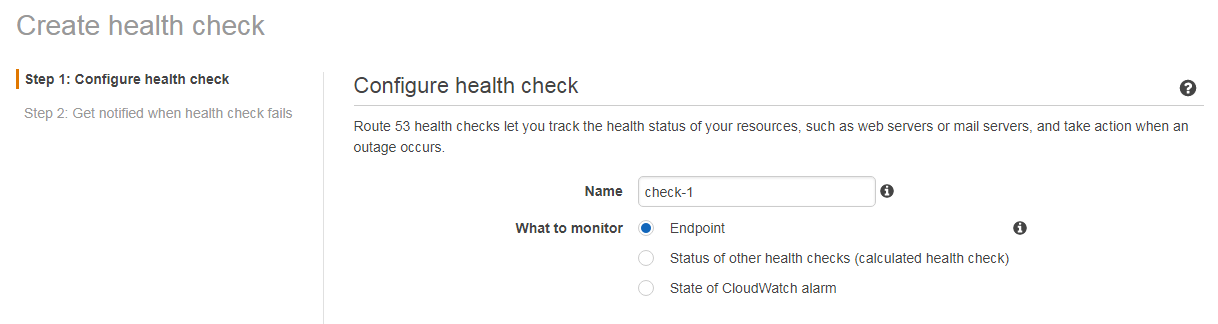 Create health check
Step 1: Configure health check
Step 2: Get notified when health check fails
Configure health check
Route 53 health checks let you track the health status of your resources, such as web servers or mail servers, and take action when an
outage occurs.
Name check-1
What to monitor Endpoint
Status of other health checks (calculated health check)
State of CloudWatch alarm